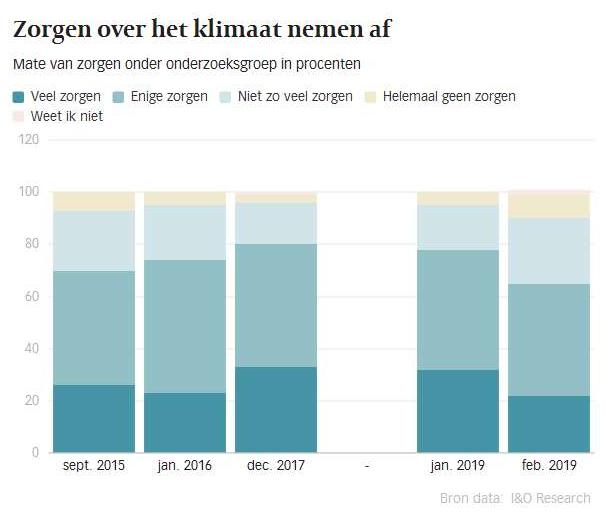 Zorgen over het klimaat nemen af
Mate van zorgen onder onderzoeksgroep in procenten
Veel zorgen Enige zorgen Niet zo veel zorgen Helemaal geen zorgen
Weet ik niet
120
100
80
60
40
20
0
sept. 2015 jan. 2016 dec. 2017 - jan. 2019 feb. 2019
Bron data: I&O Research